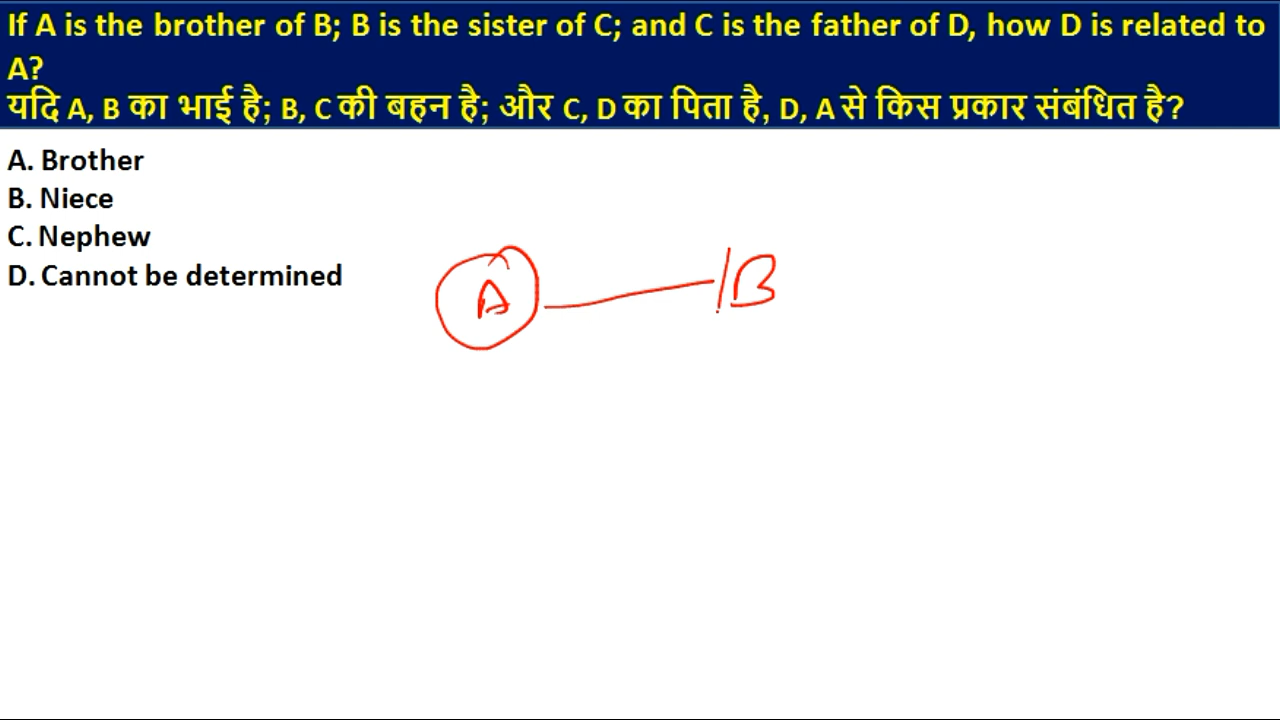 If A is the brother of B; B is the sister of C; and C is the father of D, how D is related to
A?
यदि A, B का भाई है; B, C की बहन है; और C, D का पिता है, D, A से किस प्रकार संबंधित है?
A. Brother
B. Niece
C. Nephew
D. Cannot be determined
A B